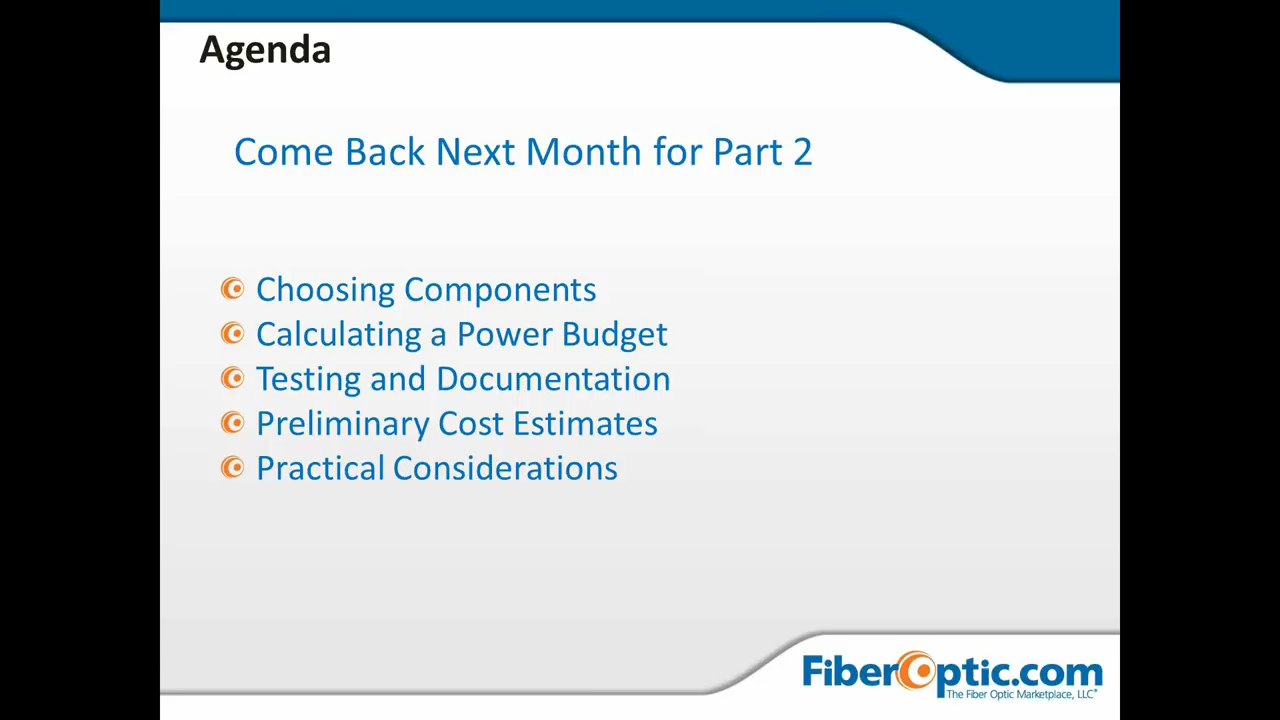 Agenda
Come Back Next Month for Part 2
Choosing Components
Calculating a Power Budget
Testing and Documentation
Preliminary Cost Estimates
Practical Considerations
FiberOptic.com
The Fiber Optic Marketplace, LLC®